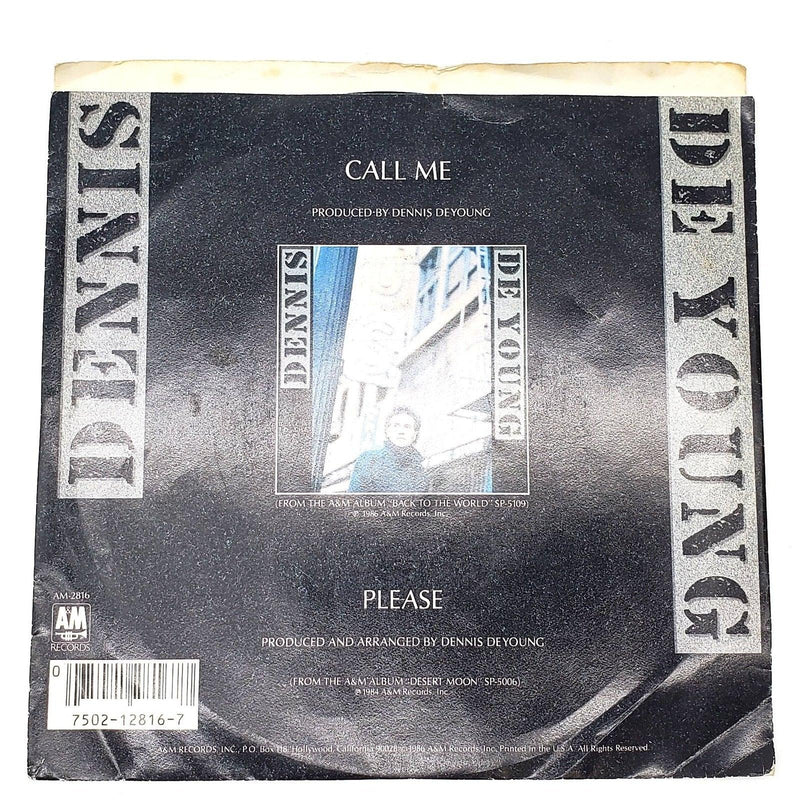 DENNIS
DE YOUNG
CALL ME
PRODUCED BY DENNIS DEYOUNG
DENNIS
DE YOUNG
(FROM THE A&M ALBUM "BACK TO THE WORLD" SP-5109)
℗ 1986 A&M Records, Inc.
PLEASE
PRODUCED AND ARRANGED BY DENNIS DEYOUNG
(FROM THE A&M ALBUM "DESERT MOON" SP-5006)
℗ 1984 A&M Records, Inc.
AM-2816
A&M
RECORDS
0
7502-12816-7
A&M RECORDS, INC., P.O. Box 118, Hollywood, California 90028 © 1986 A&M Records, Inc. Printed in the U.S.A. All Rights Reserved.